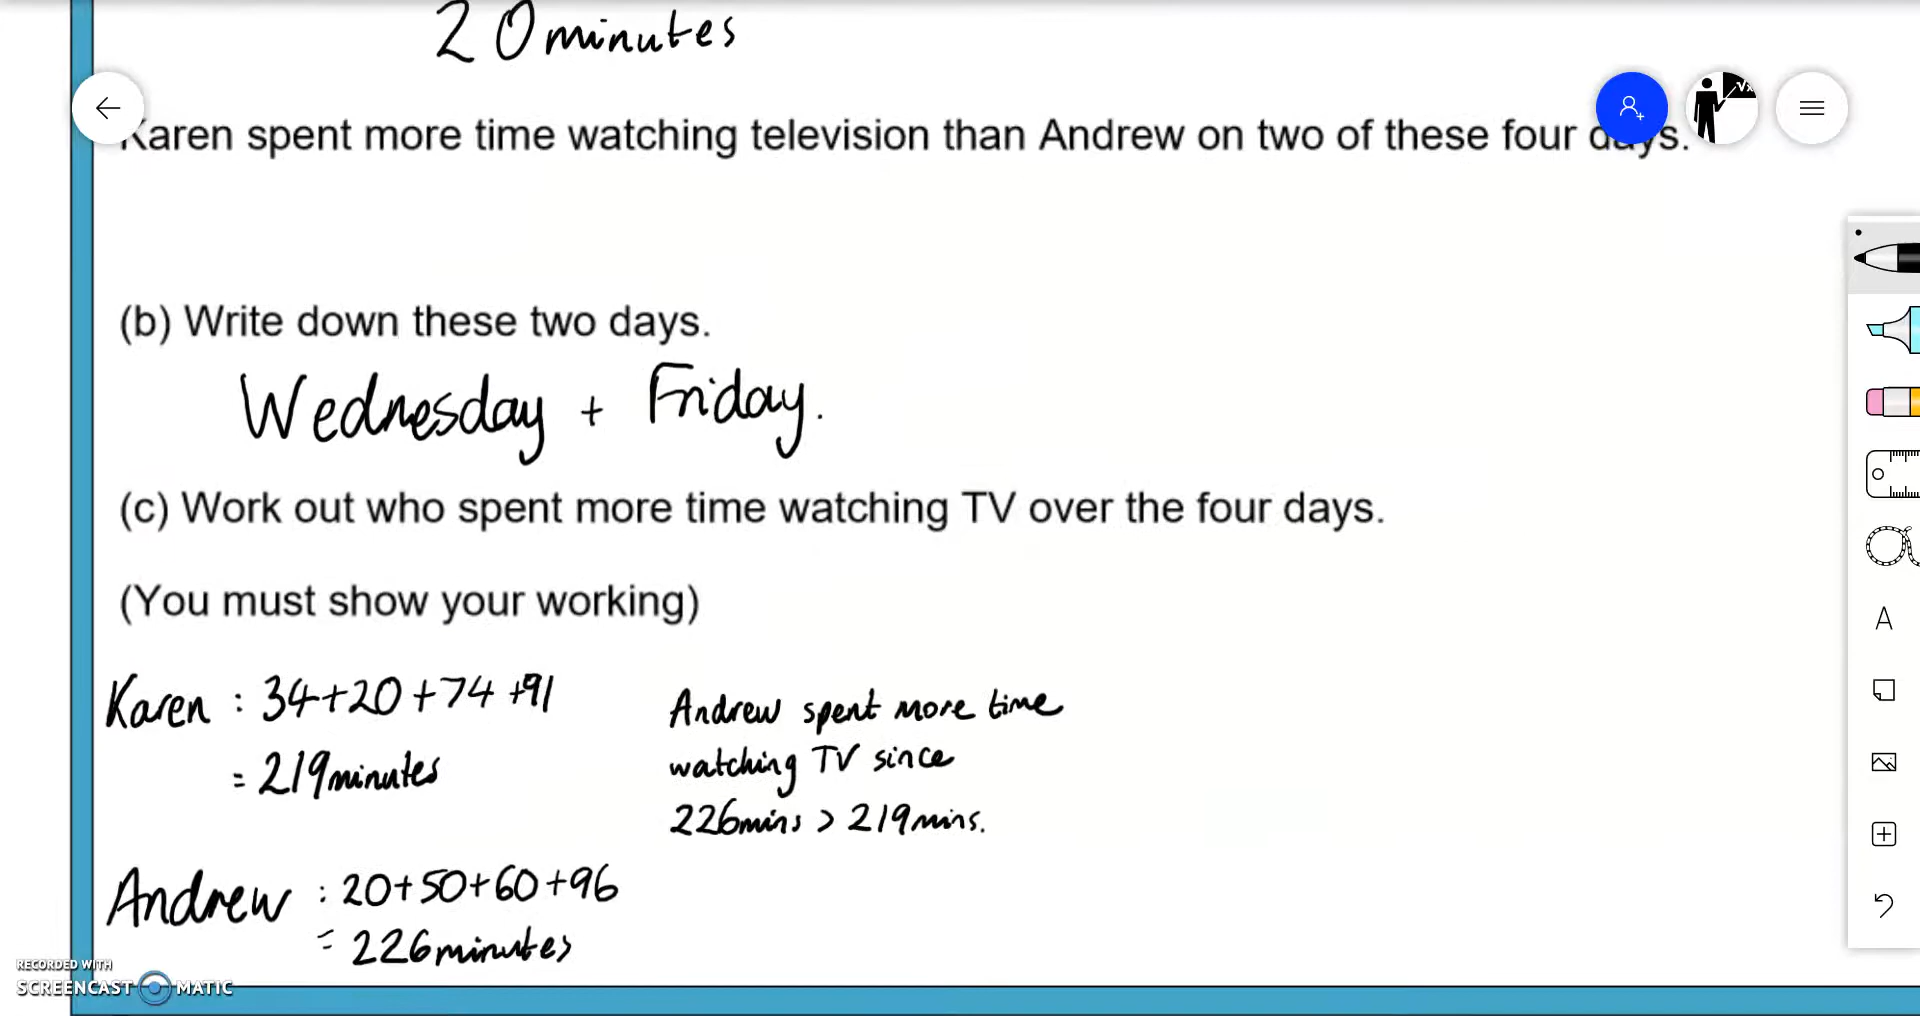 20 minutes
Karen spent more time watching television than Andrew on two of these four days.
(b) Write down these two days.
Wednesday + Friday.
(c) Work out who spent more time watching TV over the four days.
(You must show your working)
Karen : 34+20+74+91
= 219 minutes
Andrew spent more time
watching TV since
226mins > 219 mins.
Andrew : 20+50+60+96
= 226 minutes
A
RECORDED WITH
SCREENCAST MATIC